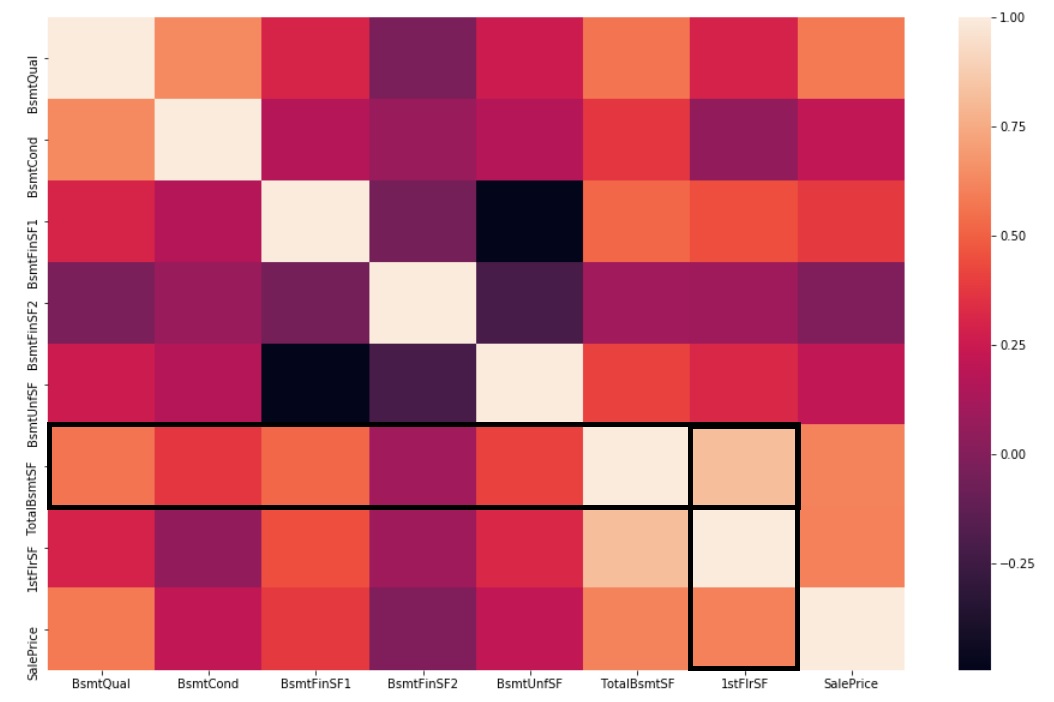 BsmtQual
BsmtCond
BsmtFinSF1
BsmtFinSF2
BsmtUnfSF
TotalBsmtSF
1stFlrSF
SalePrice
BsmtQual BsmtCond BsmtFinSF1 BsmtFinSF2 BsmtUnfSF TotalBsmtSF 1stFlrSF SalePrice
1.00
0.75
0.50
0.25
0.00
−0.25